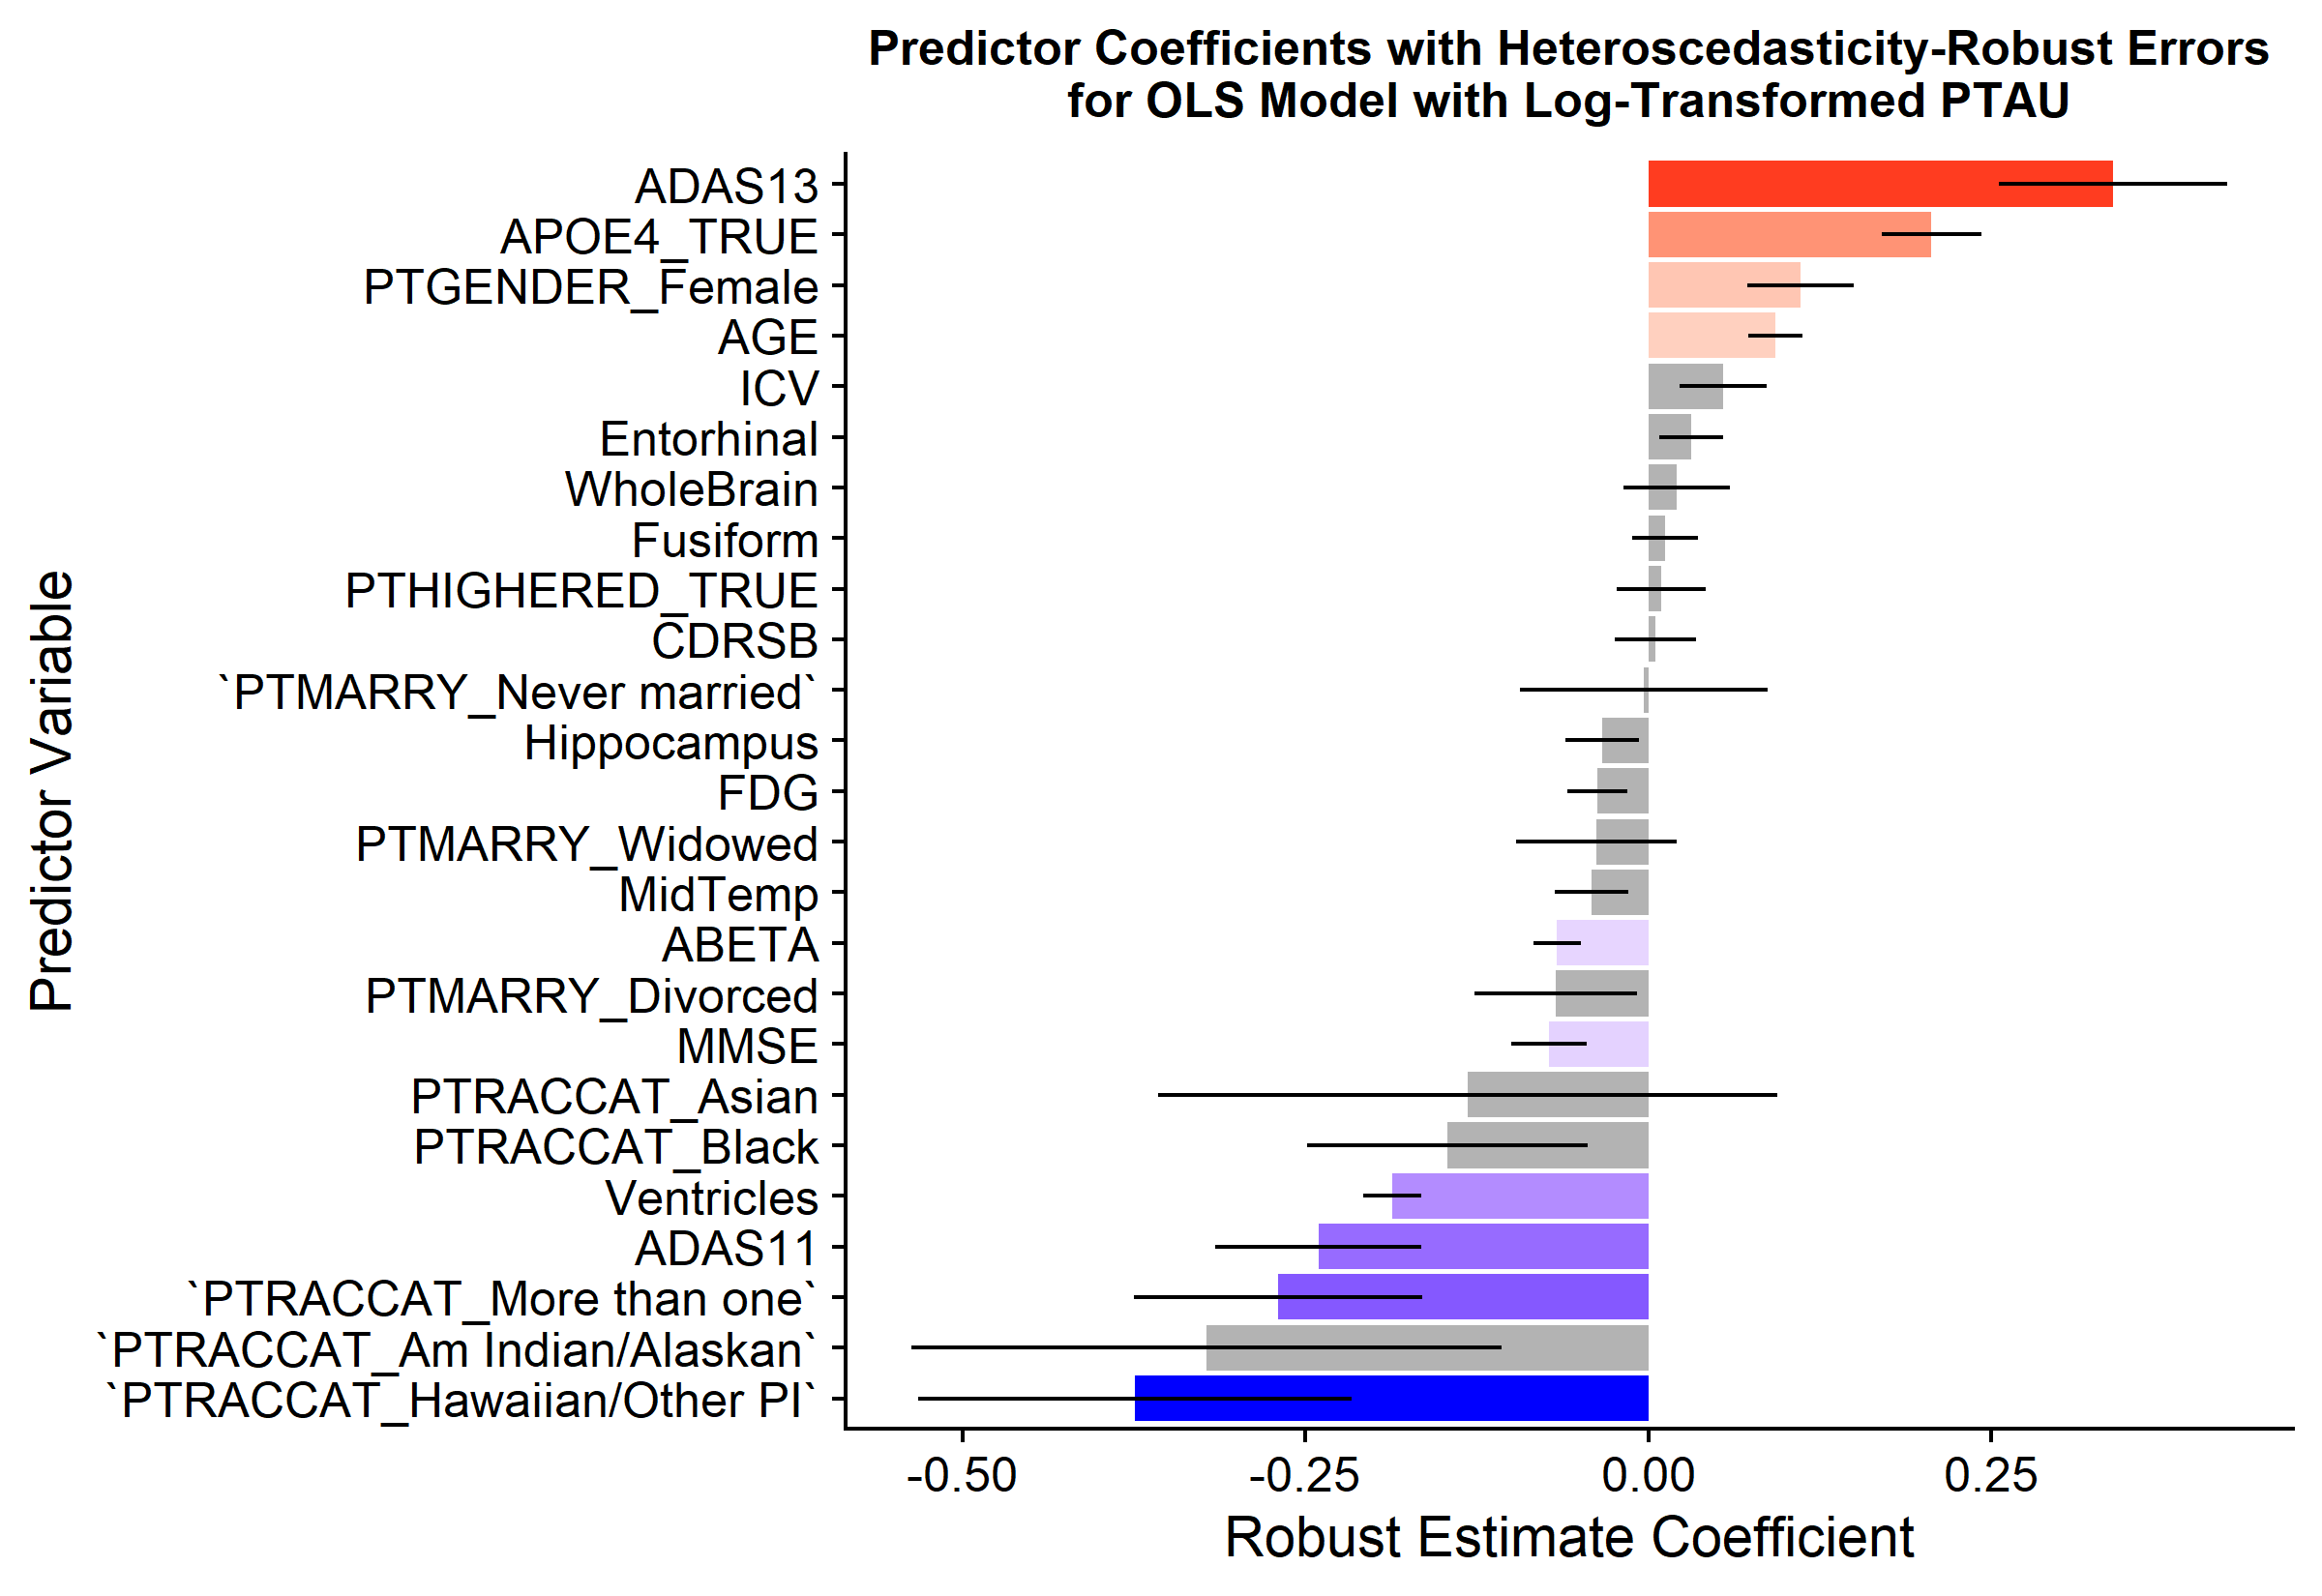 Predictor Coefficients with Heteroscedasticity-Robust Errors
for OLS Model with Log-Transformed PTAU
Predictor Variable
ADAS13
APOE4_TRUE
PTGENDER_Female
AGE
ICV
Entorhinal
WholeBrain
Fusiform
PTHIGHERED_TRUE
CDRSB
`PTMARRY_Never married`
Hippocampus
FDG
PTMARRY_Widowed
MidTemp
ABETA
PTMARRY_Divorced
MMSE
PTRACCAT_Asian
PTRACCAT_Black
Ventricles
ADAS11
`PTRACCAT_More than one`
`PTRACCAT_Am Indian/Alaskan`
`PTRACCAT_Hawaiian/Other PI`
-0.50 -0.25 0.00 0.25
Robust Estimate Coefficient